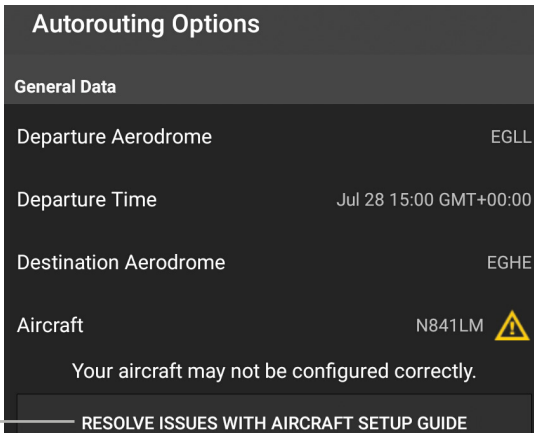 Autorouting Options
General Data
Departure Aerodrome EGLL
Departure Time Jul 28 15:00 GMT+00:00
Destination Aerodrome EGHE
Aircraft N841LM
Your aircraft may not be configured correctly.
RESOLVE ISSUES WITH AIRCRAFT SETUP GUIDE